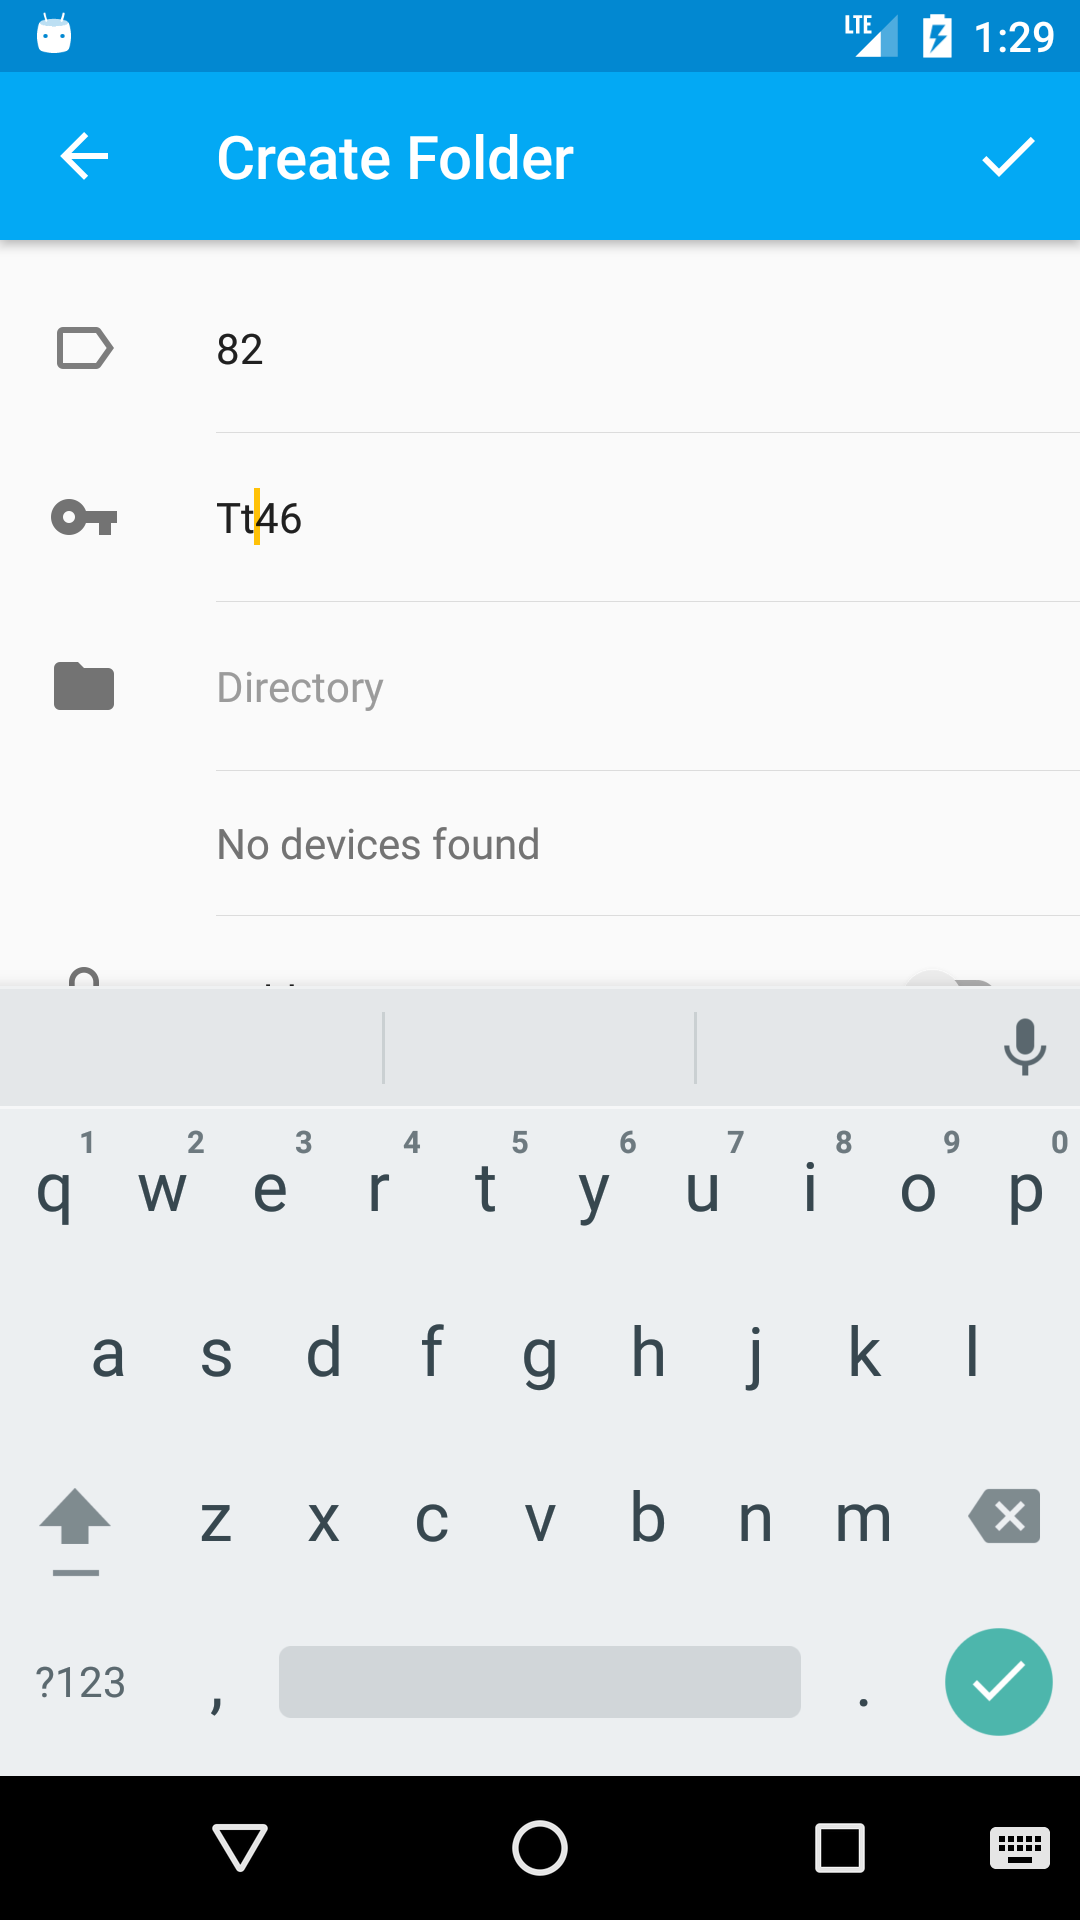 LTE 1:29
Create Folder
82
Tt46
Directory
No devices found
1 2 3 4 5 6 7 8 9 0
q w e r t y u i o p
a s d f g h j k l
z x c v b n m
?123 , .